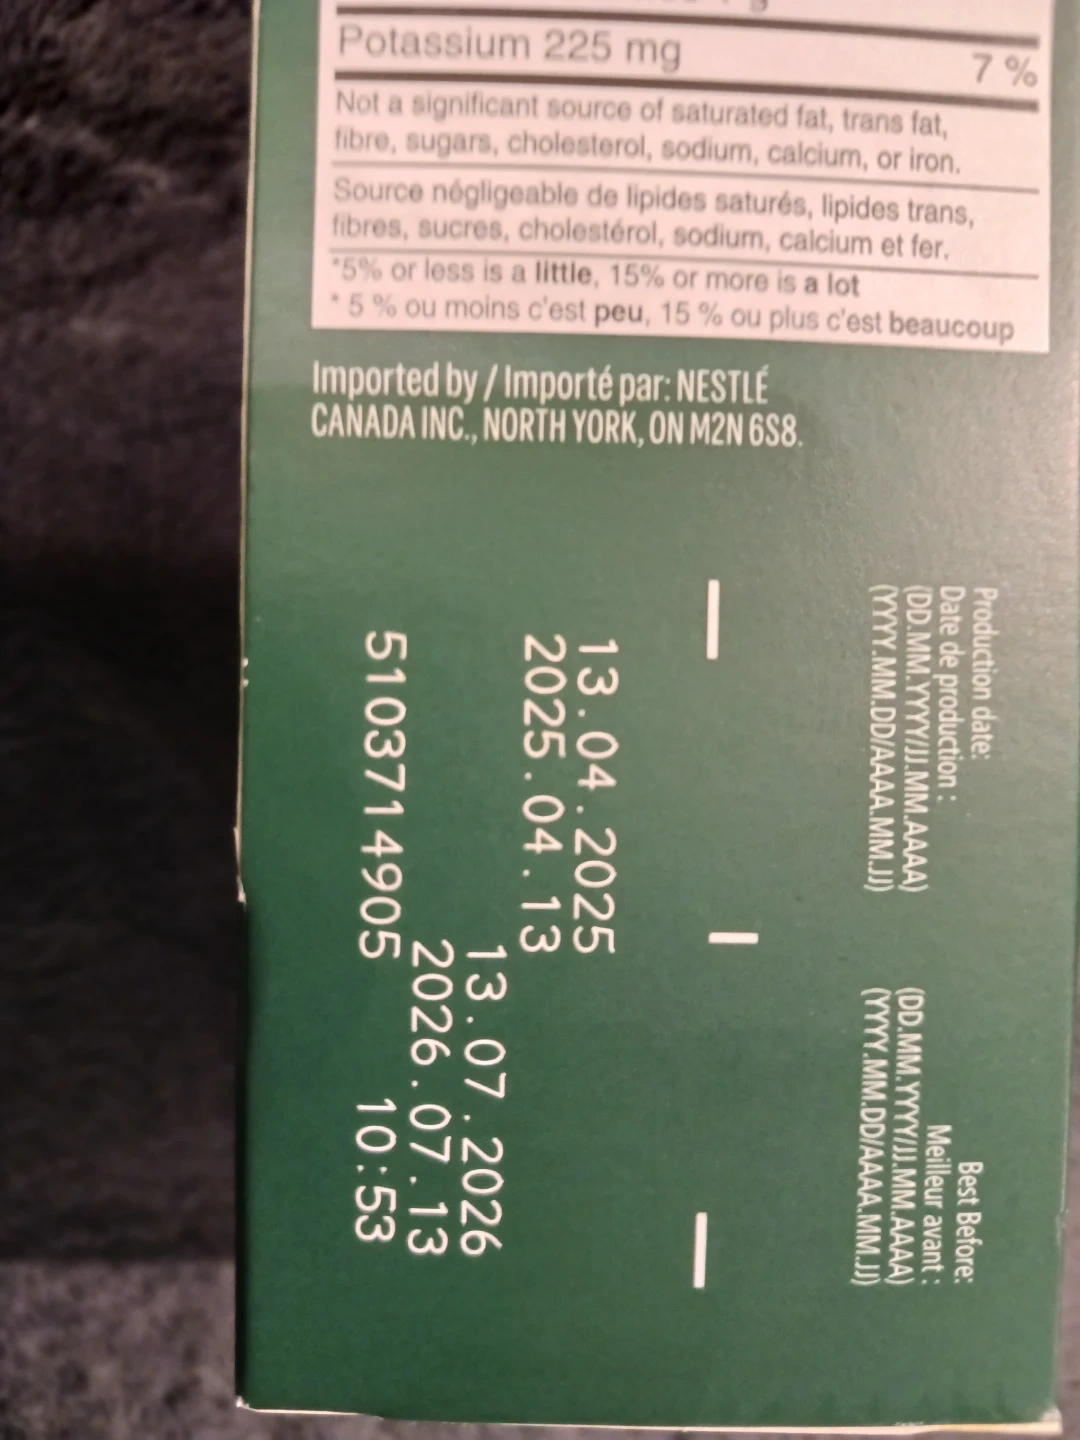 Potassium 225 mg 7 %
Not a significant source of saturated fat, trans fat,
fibre, sugars, cholesterol, sodium, calcium, or iron.
Source négligeable de lipides saturés, lipides trans,
fibres, sucres, cholestérol, sodium, calcium et fer.
*5% or less is a little, 15% or more is a lot
* 5 % ou moins c'est peu, 15 % ou plus c'est beaucoup
Imported by / Importé par: NESTLÉ
CANADA INC., NORTH YORK, ON M2N 6S8.
Production date:
Date de production :
(DD.MM.YYYY/JJ.MM.AAAA)
(YYYY.MM.DD/AAAA.MM.JJ)
Best Before:
Meilleur avant :
(DD.MM.YYYY/JJ.MM.AAAA)
(YYYY.MM.DD/AAAA.MM.JJ)
13.04.2025
2025.04.13
13.07.2026
2026.07.13
5103714905 10:53